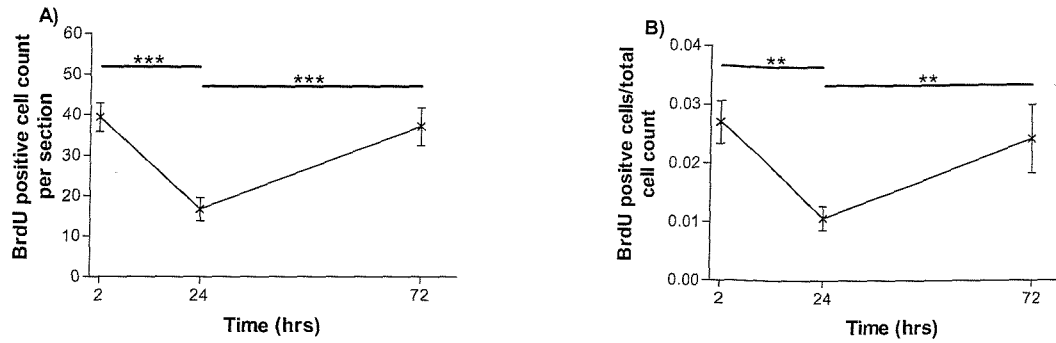 A)
BrdU positive cell count
per section
60
50
40
30
20
10
0
***
***
2
24
72
Time (hrs)
B)
BrdU positve cells/total
cell count
0.04
0.03
0.02
0.01
0.00
**
**
2
24
72
Time (hrs)